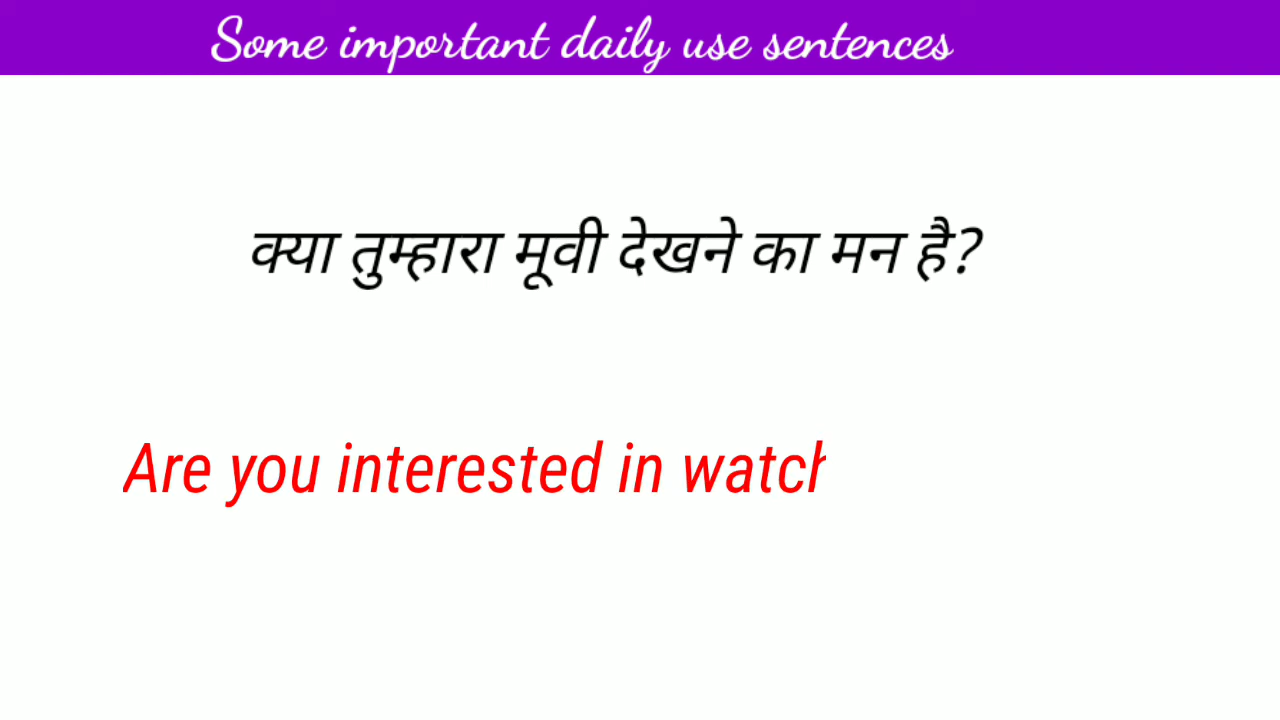 Some important daily use sentences
क्या तुम्हारा मूवी देखने का मन है?
Are you interested in watch